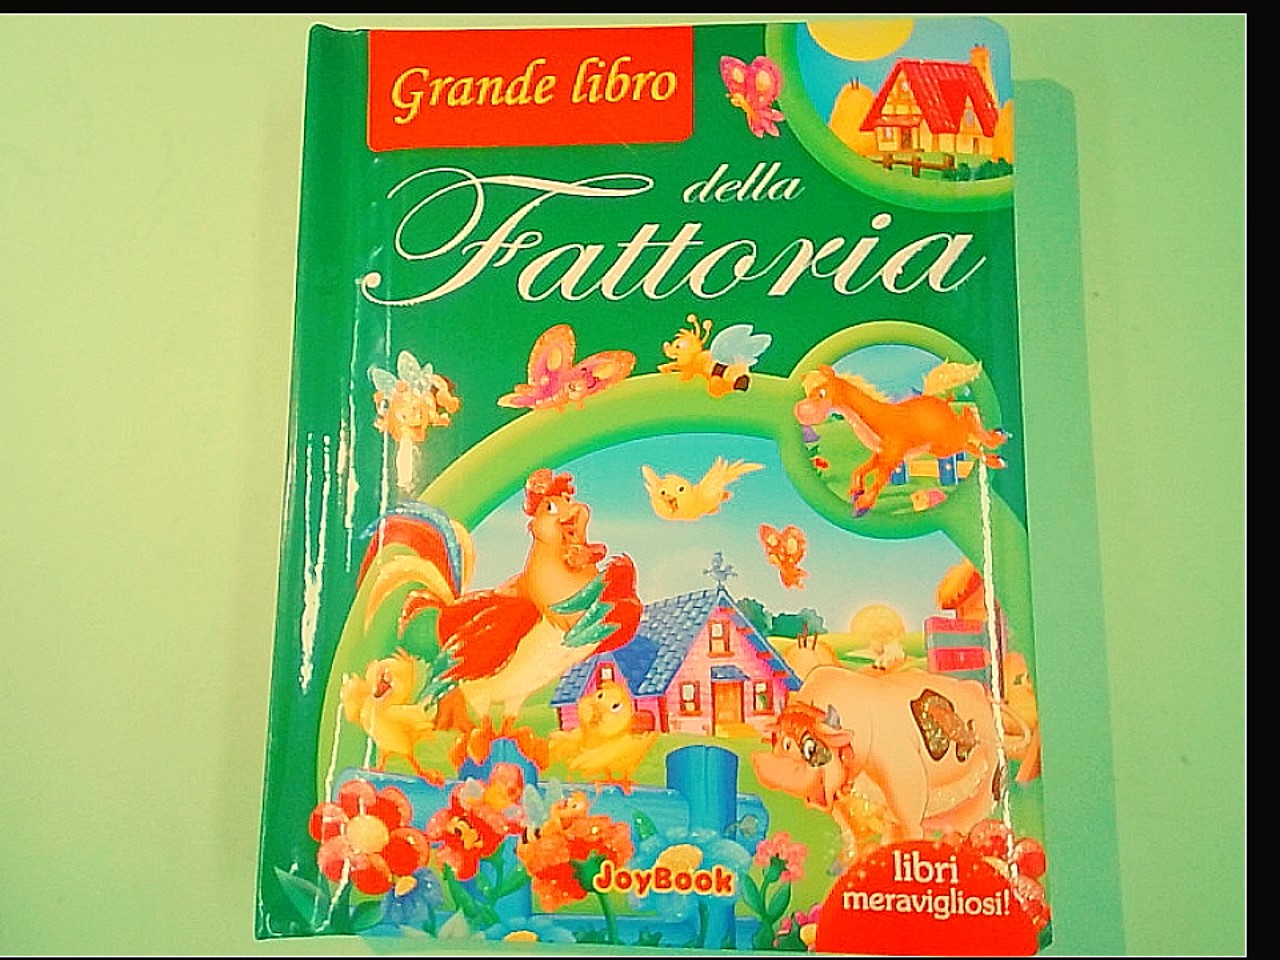 Grande libro
della
Fattoria
JoyBook
libri
meravigliosi!